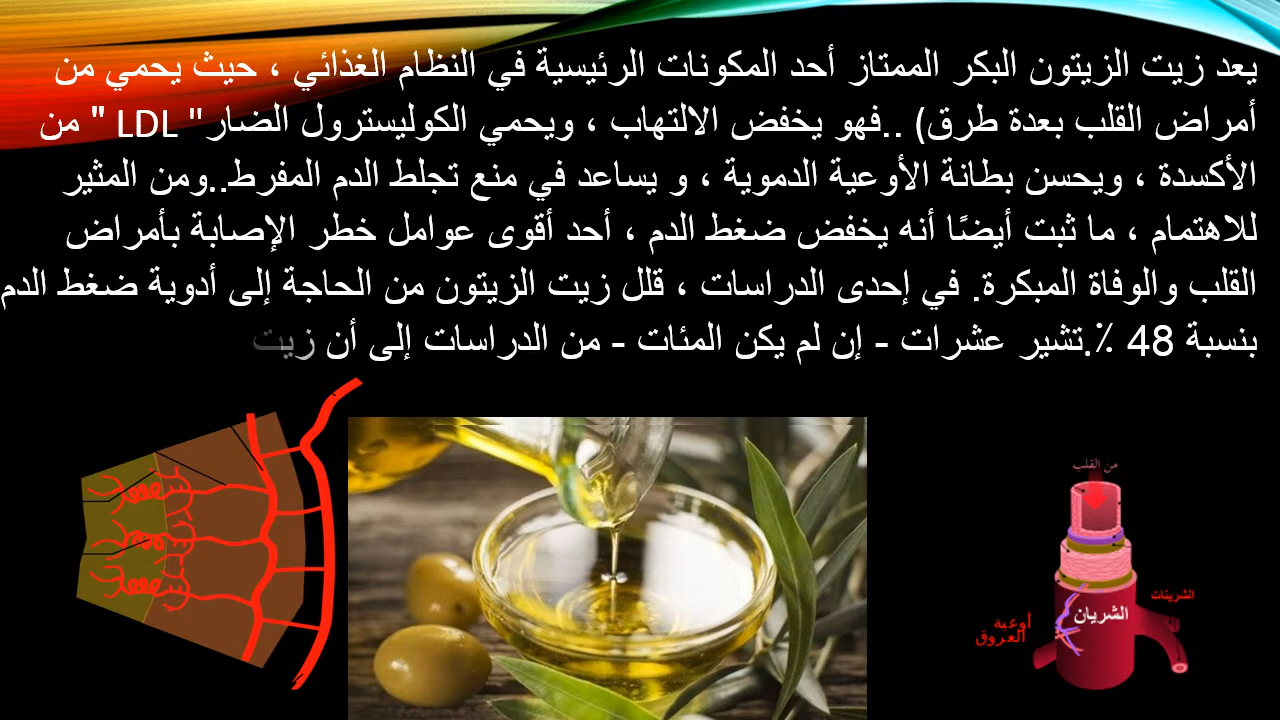 يعد زيت الزيتون البكر الممتاز أحد المكونات الرئيسية في النظام الغذائي ، حيث يحمي من
أمراض القلب بعدة طرق) ..فهو يخفض الالتهاب ، ويحمي الكوليسترول الضار" LDL " من
الأكسدة ، ويحسن بطانة الأوعية الدموية ، و يساعد في منع تجلط الدم المفرط..ومن المثير
للاهتمام ، ما ثبت أيضًا أنه يخفض ضغط الدم ، أحد أقوى عوامل خطر الإصابة بأمراض
القلب والوفاة المبكرة. في إحدى الدراسات ، قلل زيت الزيتون من الحاجة إلى أدوية ضغط الدم
بنسبة 48 ٪.تشير عشرات - إن لم يكن المئات - من الدراسات إلى أن زيت
من القلب
الشرينات
الشريان
أوعية
العروق